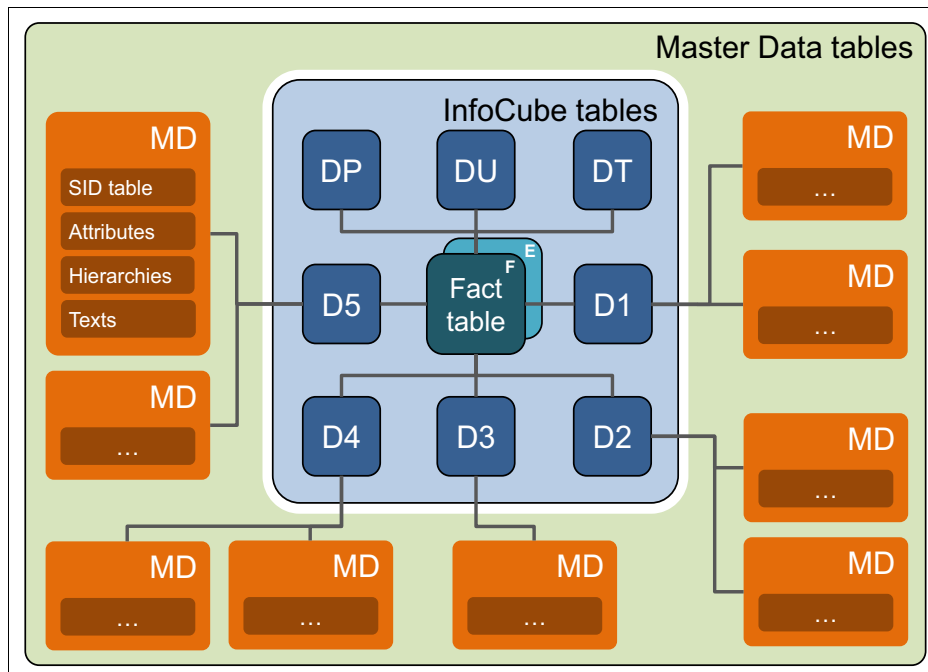 Master Data tables
InfoCube tables
MD
SID table
Attributes
Hierarchies
Texts
MD
...
DP
DU
DT
E
F
Fact
table
D5
D1
D4
D3
D2
MD
...
MD
...
MD
...
MD
...
MD
...
MD
...
MD
...